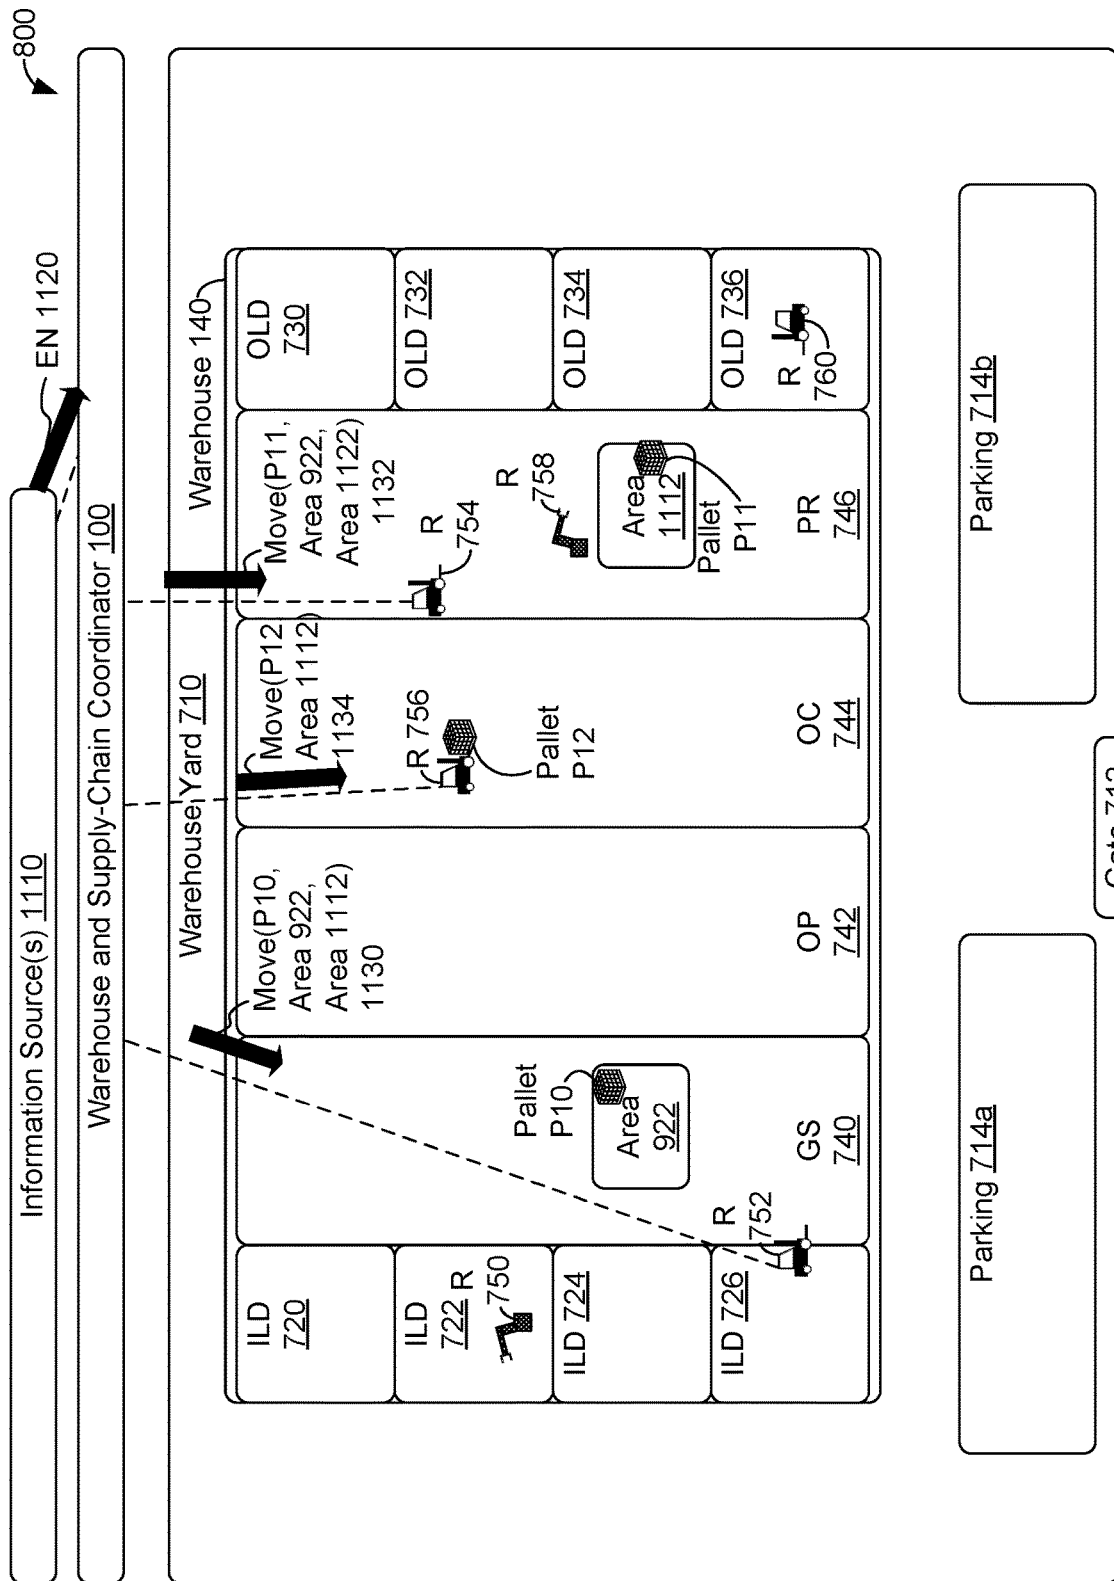 800
EN 1120
Information Source(s) 1110
Warehouse and Supply-Chain Coordinator 100
Warehouse Yard 710
Warehouse 140
Move(P10,
Area 922,
Area 1112)
1130
Move(P12
Area 1112)
1134
Move(P11,
Area 922,
Area 1122)
1132
ILD
720
ILD
722
R
750
ILD 724
ILD 726
R
752
Pallet
P10
Area
922
GS
740
OP
742
R 756
Pallet
P12
OC
744
R
754
R
758
Area
1112
Pallet
P11
PR
746
OLD
730
OLD 732
OLD 734
OLD 736
R
760
Parking 714a
Parking 714b